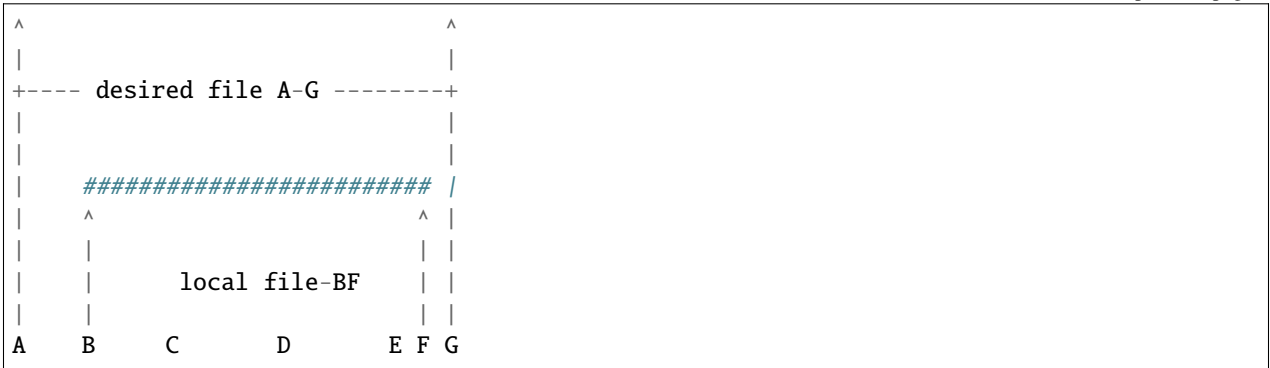 ^                                     ^
|                                     |
+---- desired file A-G --------+
|                                     |
|                                     |
|     ######################### |
|     ^                            ^ |
|     |                            | |
|     |       local file-BF     | |
|     |                            | |
A     B      C         D         E F G